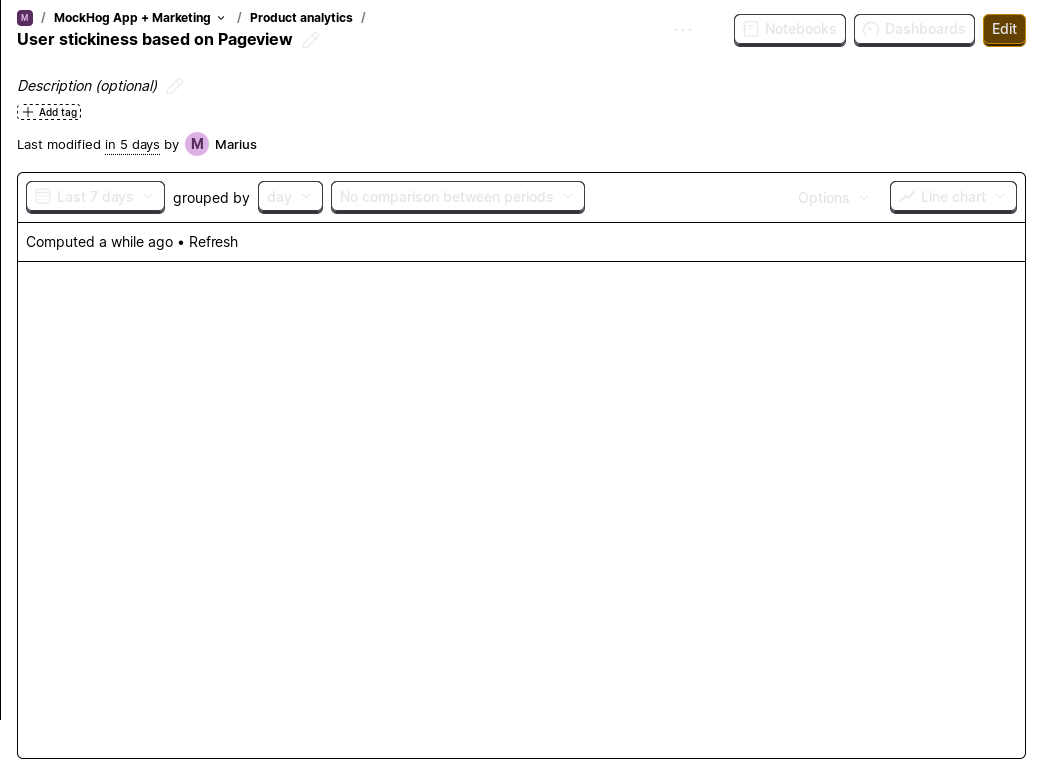 M / MockHog App + Marketing / Product analytics /
User stickiness based on Pageview
Notebooks Dashboards Edit
Description (optional)
Add tag
Last modified in 5 days by M Marius
Last 7 days grouped by day No comparison between periods Options Line chart
Computed a while ago • Refresh